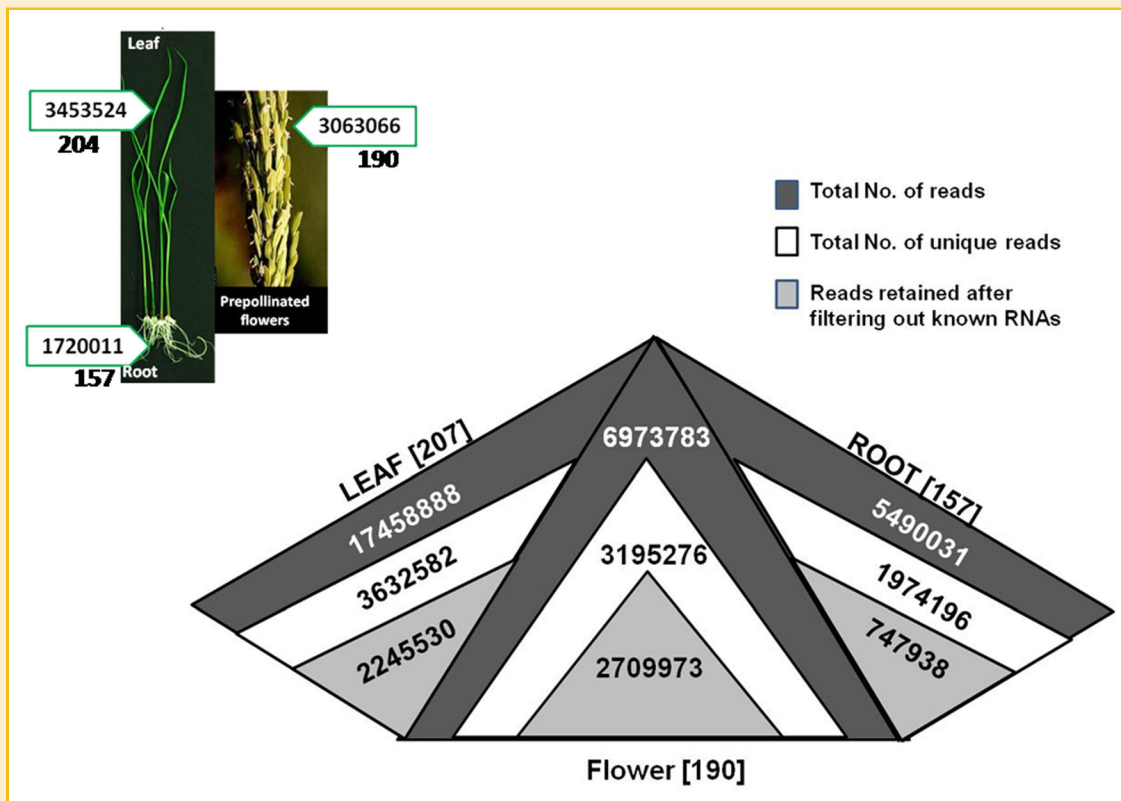 Leaf
3453524
204
3063066
190
Prepollinated
flowers
1720011
157
Root
Total No. of reads
Total No. of unique reads
Reads retained after
filtering out known RNAs
LEAF [207]
17458888
3632582
2245530
6973783
3195276
2709973
ROOT [157]
5490031
1974196
747938
Flower [190]